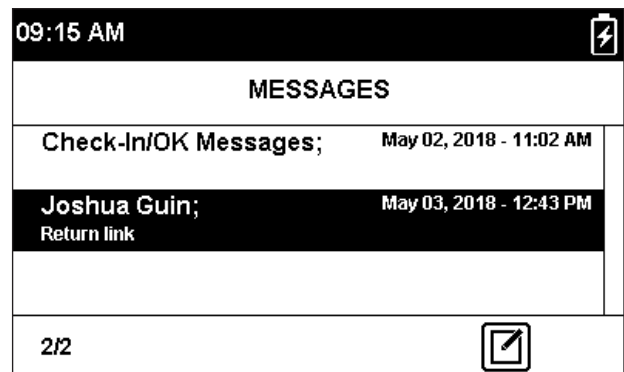 09:15 AM
MESSAGES
Check-In/OK Messages; May 02, 2018 - 11:02 AM
Joshua Guin; May 03, 2018 - 12:43 PM
Return link
2/2